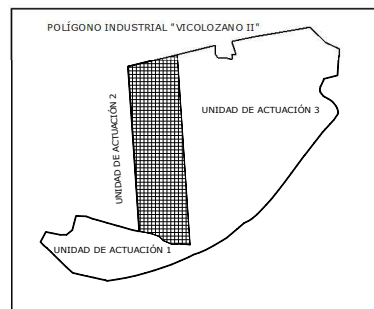 POLÍGONO INDUSTRIAL "VICOLOZANO II"
UNIDAD DE ACTUACIÓN 2
UNIDAD DE ACTUACIÓN 3
UNIDAD DE ACTUACIÓN 1